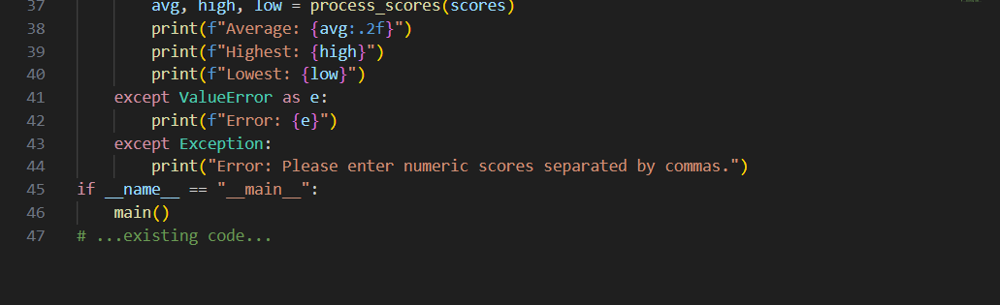 37 avg, high, low = process_scores(scores)
38 print(f"Average: {avg:.2f}")
39 print(f"Highest: {high}")
40 print(f"Lowest: {low}")
41 except ValueError as e:
42 print(f"Error: {e}")
43 except Exception:
44 print("Error: Please enter numeric scores separated by commas.")
45 if __name__ == "__main__":
46 main()
47 # ...existing code...